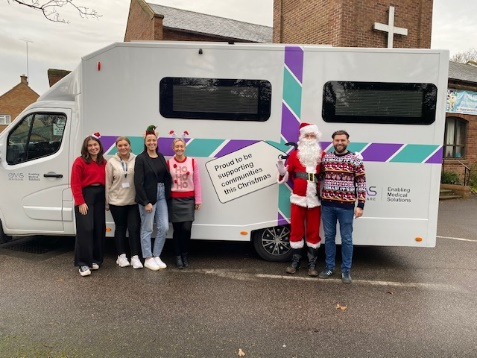 Proud to be
supporting
communities
this Christmas
Enabling
Medical
Solutions